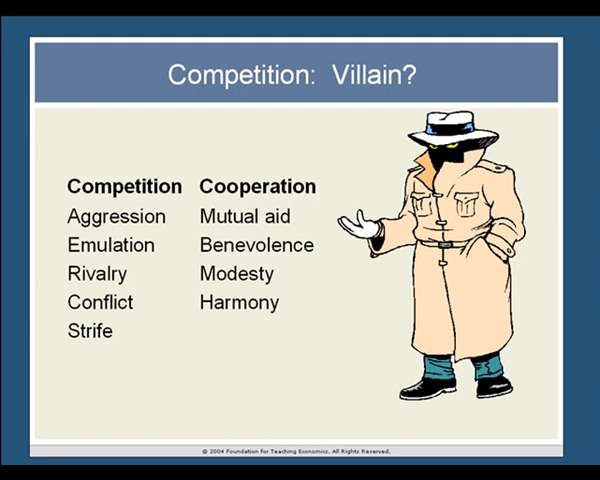 Competition:  Villain?
Competition Cooperation
Aggression Mutual aid
Emulation Benevolence
Rivalry Modesty
Conflict Harmony
Strife
© 2004 Foundation for Teaching Economics. All Rights Reserved.